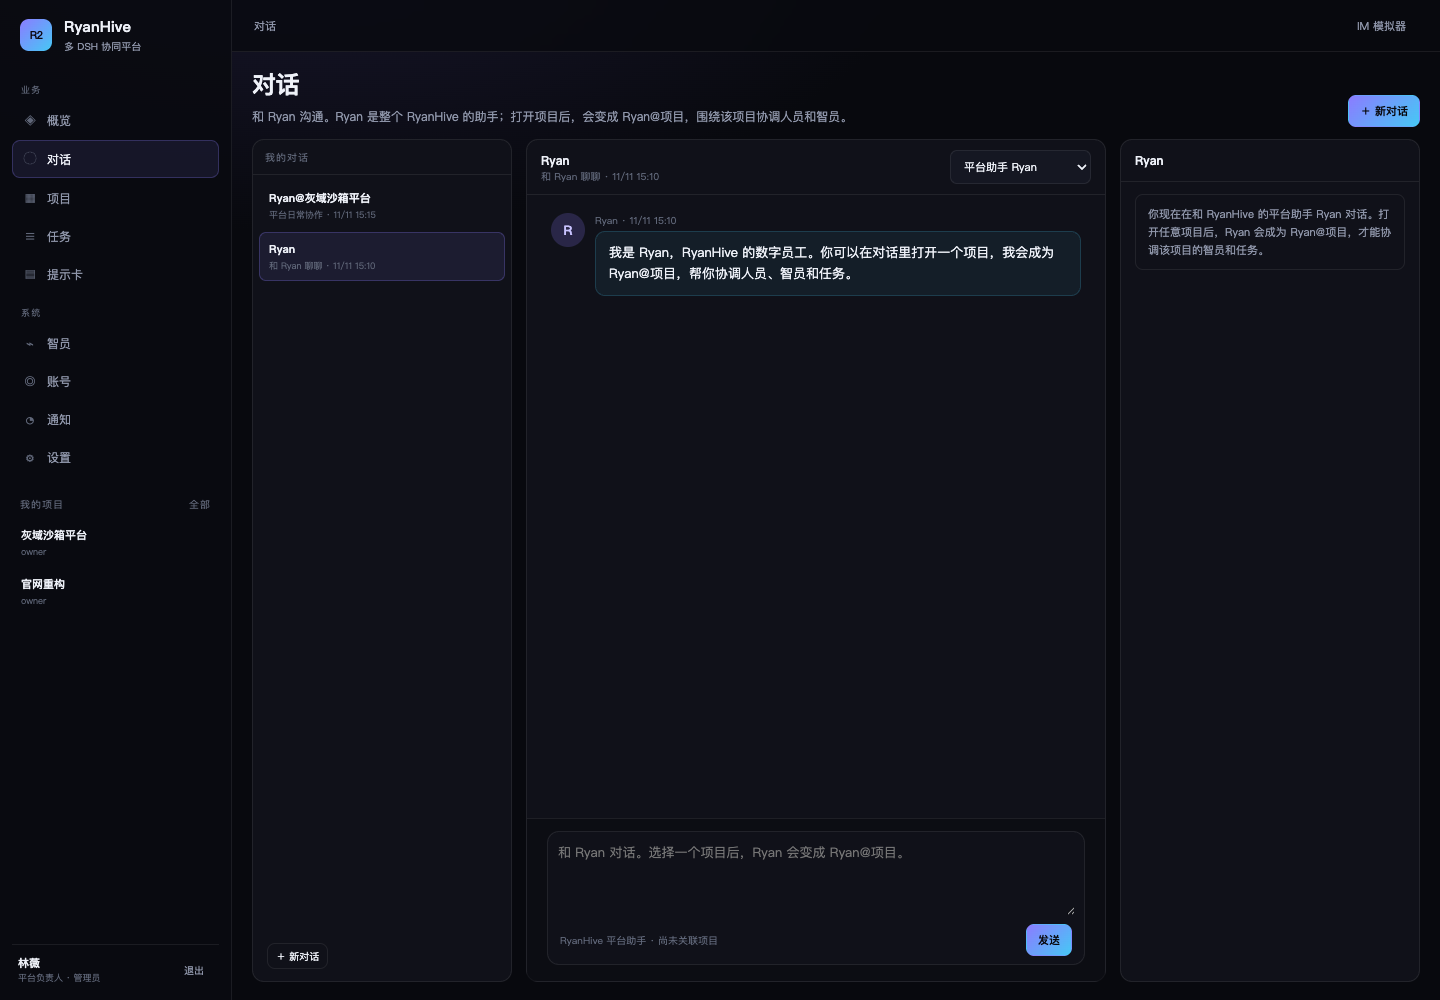 R2
RyanHive
多 DSH 协同平台
业务
概览
对话
项目
任务
提示卡
系统
智员
账号
通知
设置
我的项目 全部
灰域沙箱平台
owner
官网重构
owner
林薇
平台负责人 · 管理员
退出
对话
IM 模拟器
对话
和 Ryan 沟通。Ryan 是整个 RyanHive 的助手；打开项目后，会变成 Ryan@项目，围绕该项目协调人员和智员。
+ 新对话
我的对话
Ryan@灰域沙箱平台
平台日常协作 · 11/11 15:15
Ryan
和 Ryan 聊聊 · 11/11 15:10
+ 新对话
Ryan
和 Ryan 聊聊 · 11/11 15:10
平台助手 Ryan
R
Ryan · 11/11 15:10
我是 Ryan，RyanHive 的数字员工。你可以在对话里打开一个项目，我会成为
Ryan@项目，帮你协调人员、智员和任务。
和 Ryan 对话。选择一个项目后，Ryan 会变成 Ryan@项目。
RyanHive 平台助手 · 尚未关联项目
发送
Ryan
你现在在和 RyanHive 的平台助手 Ryan 对话。打
开任意项目后，Ryan 会成为 Ryan@项目，才能协
调该项目的智员和任务。